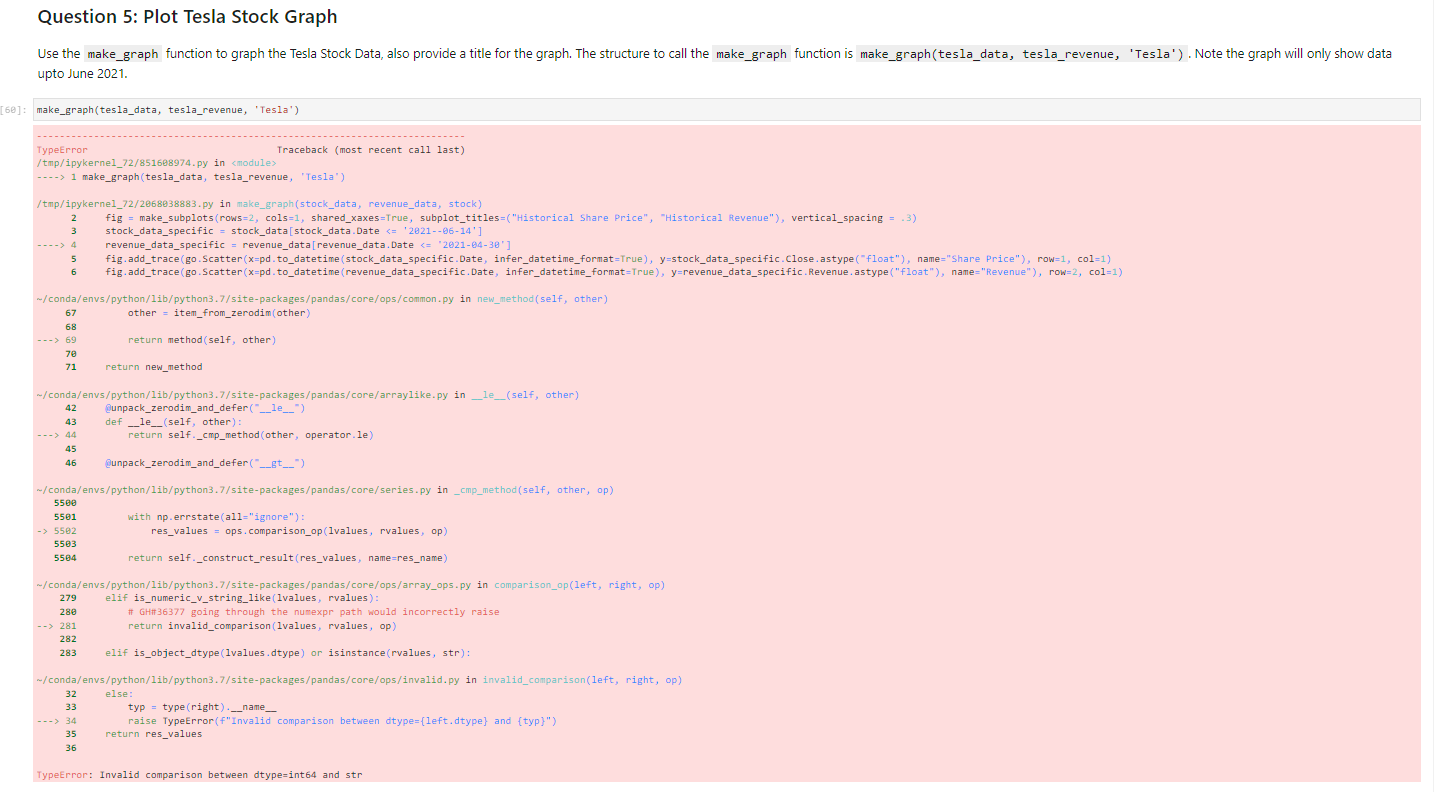 Question 5: Plot Tesla Stock Graph
Use the make_graph function to graph the Tesla Stock Data, also provide a title for the graph. The structure to call the make_graph function is make_graph(tesla_data, tesla_revenue, 'Tesla') . Note the graph will only show data
upto June 2021.
[60]: make_graph(tesla_data, tesla_revenue, 'Tesla')
---------------------------------------------------------------------------
TypeError                                 Traceback (most recent call last)
/tmp/ipykernel_72/851608974.py in <module>
----> 1 make_graph(tesla_data, tesla_revenue, 'Tesla')
/tmp/ipykernel_72/2068038883.py in make_graph(stock_data, revenue_data, stock)
      2     fig = make_subplots(rows=2, cols=1, shared_xaxes=True, subplot_titles=("Historical Share Price", "Historical Revenue"), vertical_spacing = .3)
      3     stock_data_specific = stock_data[stock_data.Date <= '2021--06-14']
----> 4     revenue_data_specific = revenue_data[revenue_data.Date <= '2021-04-30']
      5     fig.add_trace(go.Scatter(x=pd.to_datetime(stock_data_specific.Date, infer_datetime_format=True), y=stock_data_specific.Close.astype("float"), name="Share Price"), row=1, col=1)
      6     fig.add_trace(go.Scatter(x=pd.to_datetime(revenue_data_specific.Date, infer_datetime_format=True), y=revenue_data_specific.Revenue.astype("float"), name="Revenue"), row=2, col=1)
~/conda/envs/python/lib/python3.7/site-packages/pandas/core/ops/common.py in new_method(self, other)
     67         other = item_from_zerodim(other)
     68
---> 69         return method(self, other)
     70
     71     return new_method
~/conda/envs/python/lib/python3.7/site-packages/pandas/core/arraylike.py in __le__(self, other)
     42     @unpack_zerodim_and_defer("__le__")
     43     def __le__(self, other):
---> 44         return self._cmp_method(other, operator.le)
     45
     46     @unpack_zerodim_and_defer("__gt__")
~/conda/envs/python/lib/python3.7/site-packages/pandas/core/series.py in _cmp_method(self, other, op)
   5500
   5501         with np.errstate(all="ignore"):
-> 5502             res_values = ops.comparison_op(lvalues, rvalues, op)
   5503
   5504         return self._construct_result(res_values, name=res_name)
~/conda/envs/python/lib/python3.7/site-packages/pandas/core/ops/array_ops.py in comparison_op(left, right, op)
    279     elif is_numeric_v_string_like(lvalues, rvalues):
    280         # GH#36377 going through the numexpr path would incorrectly raise
--> 281         return invalid_comparison(lvalues, rvalues, op)
    282
    283     elif is_object_dtype(lvalues.dtype) or isinstance(rvalues, str):
~/conda/envs/python/lib/python3.7/site-packages/pandas/core/ops/invalid.py in invalid_comparison(left, right, op)
     32     else:
     33         typ = type(right).__name__
---> 34         raise TypeError(f"Invalid comparison between dtype={left.dtype} and {typ}")
     35     return res_values
     36
TypeError: Invalid comparison between dtype=int64 and str